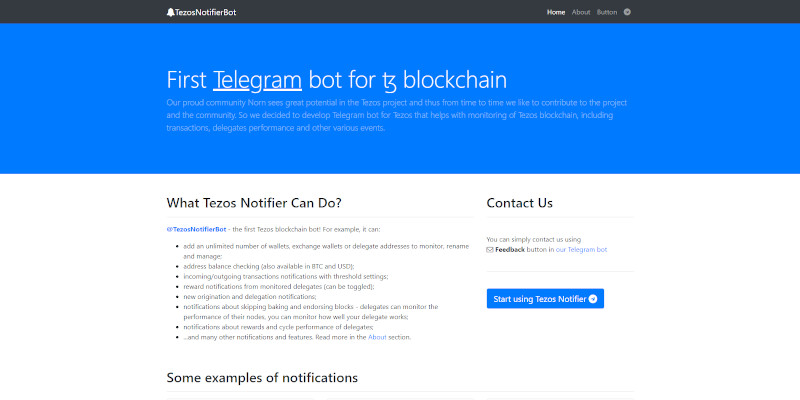 TezosNotifierBot
Home About Button
First Telegram bot for ꜩ blockchain
Our proud community Norn sees great potential in the Tezos project and thus from time to time we like to contribute to the project
and the community. So we decided to develop Telegram bot for Tezos that helps with monitoring of Tezos blockchain, including
transactions, delegates performance and other various events.
What Tezos Notifier Can Do?
@TezosNotifierBot - the first Tezos blockchain bot! For example, it can:
• add an unlimited number of wallets, exchange wallets or delegate addresses to monitor, rename
and manage;
• address balance checking (also available in BTC and USD);
• incoming/outgoing transactions notifications with threshold settings;
• reward notifications from monitored delegates (can be toggled);
• new origination and delegation notifications;
• notifications about skipping baking and endorsing blocks - delegates can monitor the
performance of their nodes, you can monitor how well your delegate works;
• notifications about rewards and cycle performance of delegates;
• ...and many other notifications and features. Read more in the About section.
Contact Us
You can simply contact us using
Feedback button in our Telegram bot
Start using Tezos Notifier
Some examples of notifications